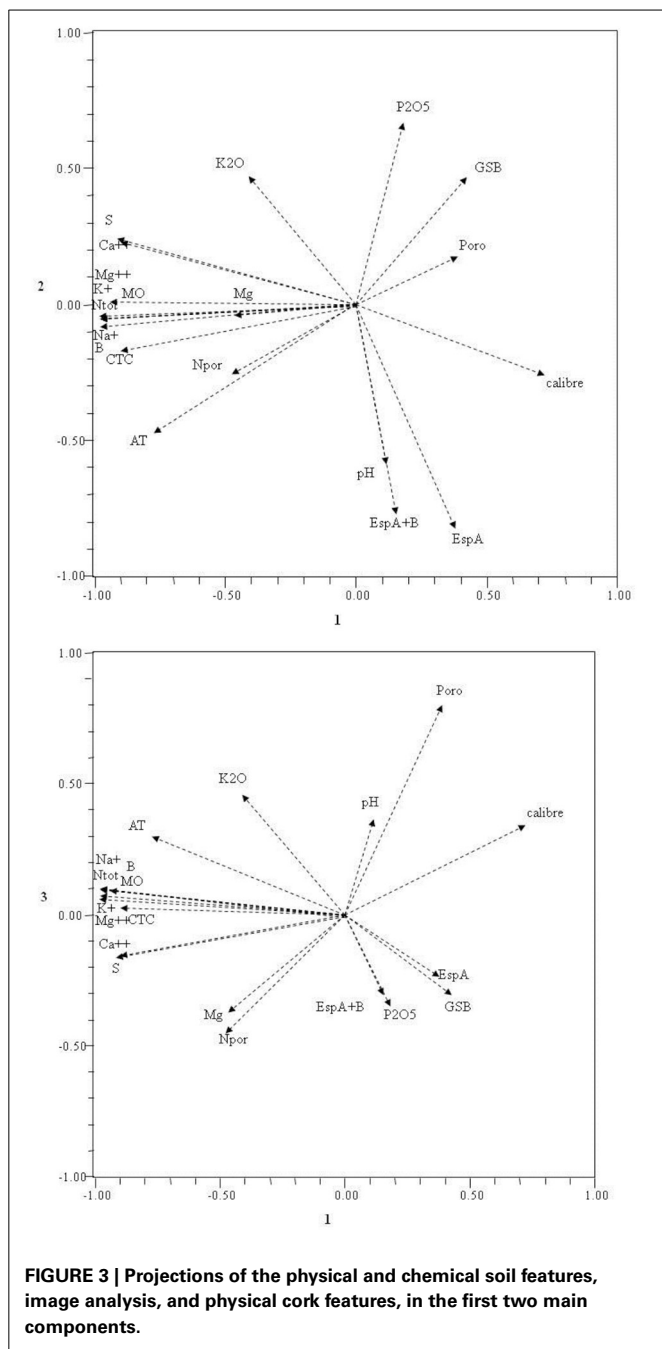 1.00
P2O5
K2O
GSB
0.50
S
Ca++
Poro
Mg++
K+ MO Mg
2 0.00
Ntot
Na+
B
CTC
Npor
calibre
AT
-0.50
pH
EspA+B
EspA
-1.00
-1.00 -0.50 0.00 0.50 1.00
1
1.00
Poro
K2O
0.50
pH
calibre
AT
Na+ B
Ntot MO
3 0.00
K+
Mg++ CTC
Ca++
S
EspA
Mg EspA+B P2O5 GSB
Npor
-0.50
-1.00
-1.00 -0.50 0.00 0.50 1.00
1
FIGURE 3 | Projections of the physical and chemical soil features,
image analysis, and physical cork features, in the first two main
components.